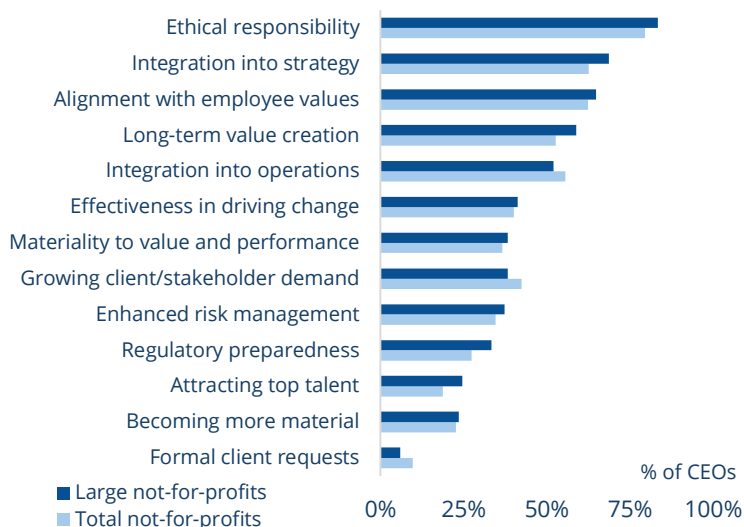 Ethical responsibility
Integration into strategy
Alignment with employee values
Long-term value creation
Integration into operations
Effectiveness in driving change
Materiality to value and performance
Growing client/stakeholder demand
Enhanced risk management
Regulatory preparedness
Attracting top talent
Becoming more material
Formal client requests
% of CEOs
Large not-for-profits
Total not-for-profits
0% 25% 50% 75% 100%